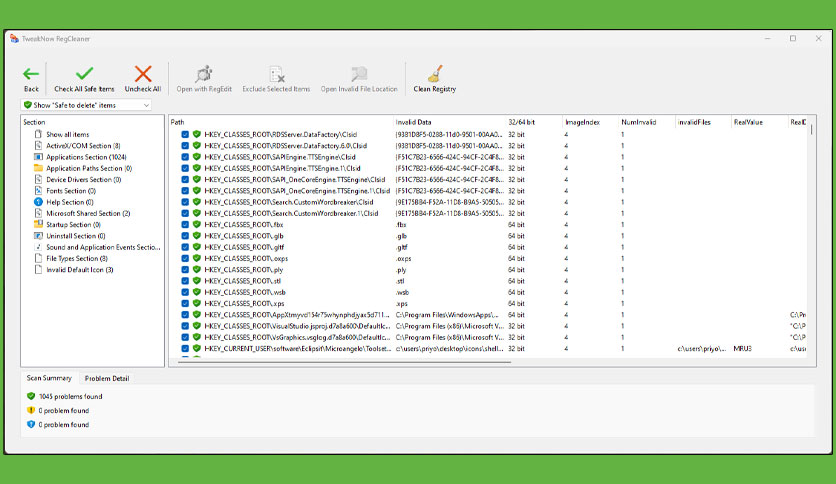 TweakNow RegCleaner
Back Check All Safe Items Uncheck All Open with RegEdit Exclude Selected Items Open Invalid File Location Clean Registry
Show "Safe to delete" items
Section
Show all items
ActiveX/COM Section (8)
Applications Section (1024)
Application Paths Section (0)
Device Drivers Section (0)
Fonts Section (0)
Help Section (0)
Microsoft Shared Section (2)
Startup Section (0)
Uninstall Section (0)
Sound and Application Events Sectio...
File Types Section (8)
Invalid Default Icon (3)
Path Invalid Data 32/64 bit ImageIndex NumInvalid invalidFiles RealValue RealD
HKEY_CLASSES_ROOT\RDSServer.DataFactory\Clsid {9381D8F5-0288-11d0-9501-00AA0... 32 bit 4 1
HKEY_CLASSES_ROOT\RDSServer.DataFactory.6.0\Clsid {9381D8F5-0288-11d0-9501-00AA0... 32 bit 4 1
HKEY_CLASSES_ROOT\SAPIEngine.TTSEngine\Clsid {F51C7B23-6566-424C-94CF-2C4F8... 32 bit 4 1
HKEY_CLASSES_ROOT\SAPIEngine.TTSEngine.1\Clsid {F51C7B23-6566-424C-94CF-2C4F8... 32 bit 4 1
HKEY_CLASSES_ROOT\SAPI_OneCoreEngine.TTSEngine\Clsid {F51C7B23-6566-424C-94CF-2C4F8... 32 bit 4 1
HKEY_CLASSES_ROOT\SAPI_OneCoreEngine.TTSEngine.1\Clsid {F51C7B23-6566-424C-94CF-2C4F8... 32 bit 4 1
HKEY_CLASSES_ROOT\Search.CustomWordbreaker\Clsid {9E175BB4-F52A-11D8-B9A5-50505... 32 bit 4 1
HKEY_CLASSES_ROOT\Search.CustomWordbreaker.1\Clsid {9E175BB4-F52A-11D8-B9A5-50505... 32 bit 4 1
HKEY_CLASSES_ROOT\.fbx .fbx 64 bit 4 1
HKEY_CLASSES_ROOT\.glb .glb 64 bit 4 1
HKEY_CLASSES_ROOT\.gltf .gltf 64 bit 4 1
HKEY_CLASSES_ROOT\.oxps .oxps 64 bit 4 1
HKEY_CLASSES_ROOT\.ply .ply 64 bit 4 1
HKEY_CLASSES_ROOT\.stl .stl 64 bit 4 1
HKEY_CLASSES_ROOT\.wsb .wsb 64 bit 4 1
HKEY_CLASSES_ROOT\.xps .xps 64 bit 4 1
HKEY_CLASSES_ROOT\AppXtmyvd154r75whynphdjyax5d711... C:\Program Files\WindowsApps\... 64 bit 4 1 C:\Pr
HKEY_CLASSES_ROOT\VisualStudio.jsproj.d7a8a600\DefaultIc... C:\Program Files (x86)\Microsoft V... 32 bit 4 1 "C:\P
HKEY_CLASSES_ROOT\VsGraphics.vsglog.d7a8a600\DefaultIc... C:\Program Files (x86)\Microsoft V... 32 bit 4 1 "C:\P
HKEY_CURRENT_USER\software\Eclipsit\Microangelo\Toolset... c:\users\priyo\desktop\icons\shell... 32 bit 4 1 c:\users\priyo\... MRU3 c:\us
Scan Summary Problem Detail
1045 problems found
0 problem found
0 problem found